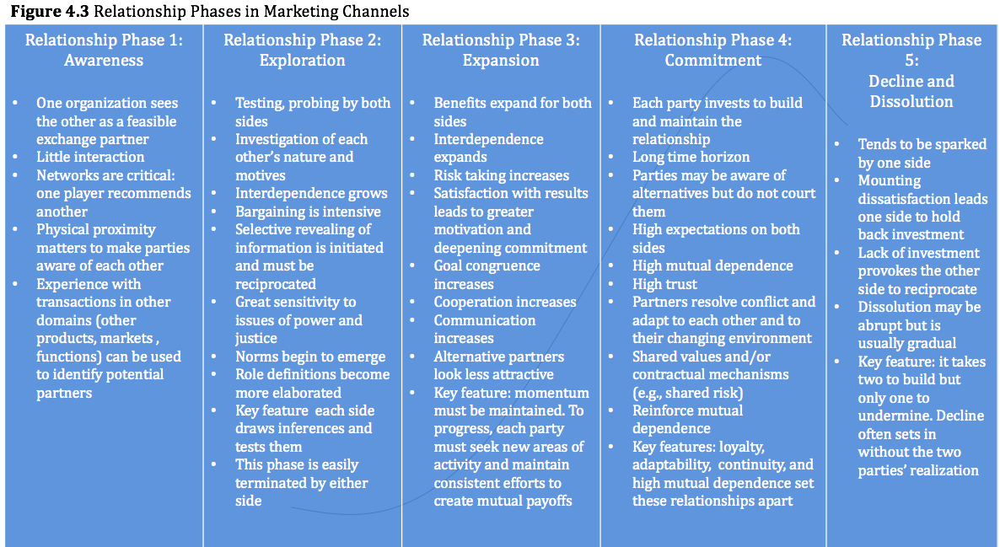 Figure 4.3 Relationship Phases in Marketing Channels
Relationship Phase 1:
Awareness
• One organization sees
the other as a feasible
exchange partner
• Little interaction
• Networks are critical:
one player recommends
another
• Physical proximity
matters to make parties
aware of each other
• Experience with
transactions in other
domains (other
products, markets ,
functions) can be used
to identify potential
partners
Relationship Phase 2:
Exploration
• Testing, probing by both
sides
• Investigation of each
other's nature and
motives
• Interdependence grows
• Bargaining is intensive
• Selective revealing of
information is initiated
and must be
reciprocated
• Great sensitivity to
issues of power and
justice
• Norms begin to emerge
• Role definitions become
more elaborated
• Key feature each side
draws inferences and
tests them
• This phase is easily
terminated by either
side
Relationship Phase 3:
Expansion
• Benefits expand for both
sides
• Interdependence
expands
• Risk taking increases
• Satisfaction with results
leads to greater
motivation and
deepening commitment
• Goal congruence
increases
• Cooperation increases
• Communication
increases
• Alternative partners
look less attractive
• Key feature: momentum
must be maintained. To
progress, each party
must seek new areas of
activity and maintain
consistent efforts to
create mutual payoffs
Relationship Phase 4:
Commitment
• Each party invests to build
and maintain the
relationship
• Long time horizon
• Parties may be aware of
alternatives but do not court
them
• High expectations on both
sides
• High mutual dependence
• High trust
• Partners resolve conflict and
adapt to each other and to
their changing environment
• Shared values and/or
contractual mechanisms
(e.g., shared risk)
• Reinforce mutual
dependence
• Key features: loyalty,
adaptability, continuity, and
high mutual dependence set
these relationships apart
Relationship Phase
5:
Decline and
Dissolution
• Tends to be sparked
by one side
• Mounting
dissatisfaction leads
one side to hold
back investment
• Lack of investment
provokes the other
side to reciprocate
• Dissolution may be
abrupt but is
usually gradual
• Key feature: it takes
two to build but
only one to
undermine. Decline
often sets in
without the two
parties' realization